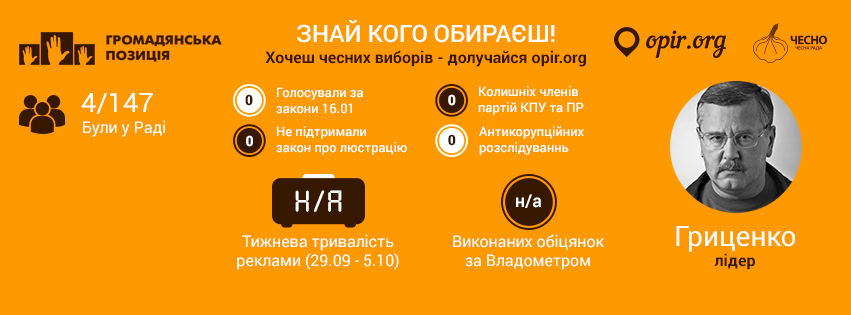 ГРОМАДЯНСЬКА
ПОЗИЦІЯ
ЗНАЙ КОГО ОБИРАЄШ!
Хочеш чесних виборів - долучайся opir.org
opir.org
ЧЕСНО
ЧЕСНА РАДА
4/147
Були у Раді
0
Голосували за
закони 16.01
0
Не підтримали
закон про люстрацію
0
Колишніх членів
партій КПУ та ПР
0
Антикорупційних
розслідуваннь
Н/Я
Тижнева тривалість
реклами (29.09 - 5.10)
н/а
Виконаних обіцянок
за Владометром
Гриценко
лідер